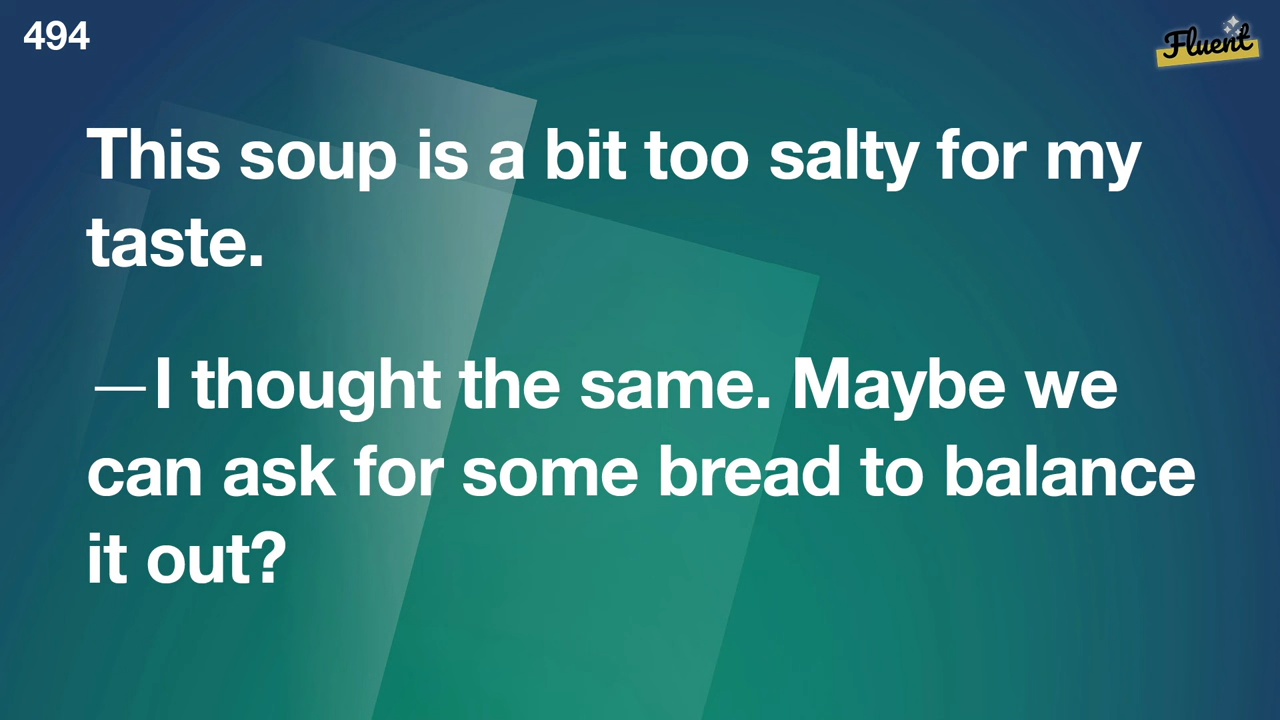 494
Fluent
This soup is a bit too salty for my
taste.
—I thought the same. Maybe we
can ask for some bread to balance
it out?